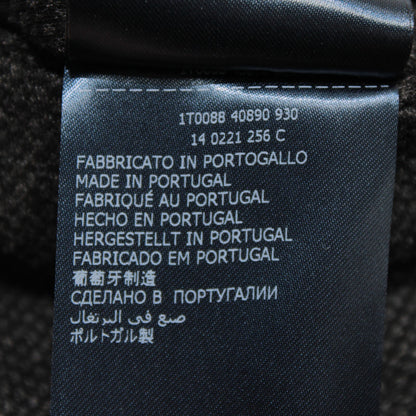 1T0088 40890 930
14 0221 256 C
FABBRICATO IN PORTOGALLO
MADE IN PORTUGAL
FABRIQUÉ AU PORTUGAL
HECHO EN PORTUGAL
HERGESTELLT IN PORTUGAL
FABRICADO EM PORTUGAL
葡萄牙制造
СДЕЛАНО В ПОРТУГАЛИИ
صنع في البرتغال
ポルトガル製